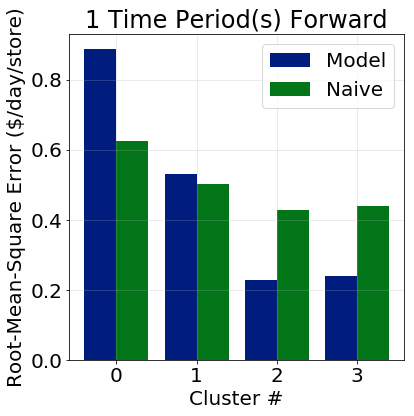 1 Time Period(s) Forward
Root-Mean-Square Error ($/day/store)
0.8
0.6
0.4
0.2
0.0
Model
Naive
0 1 2 3
Cluster #